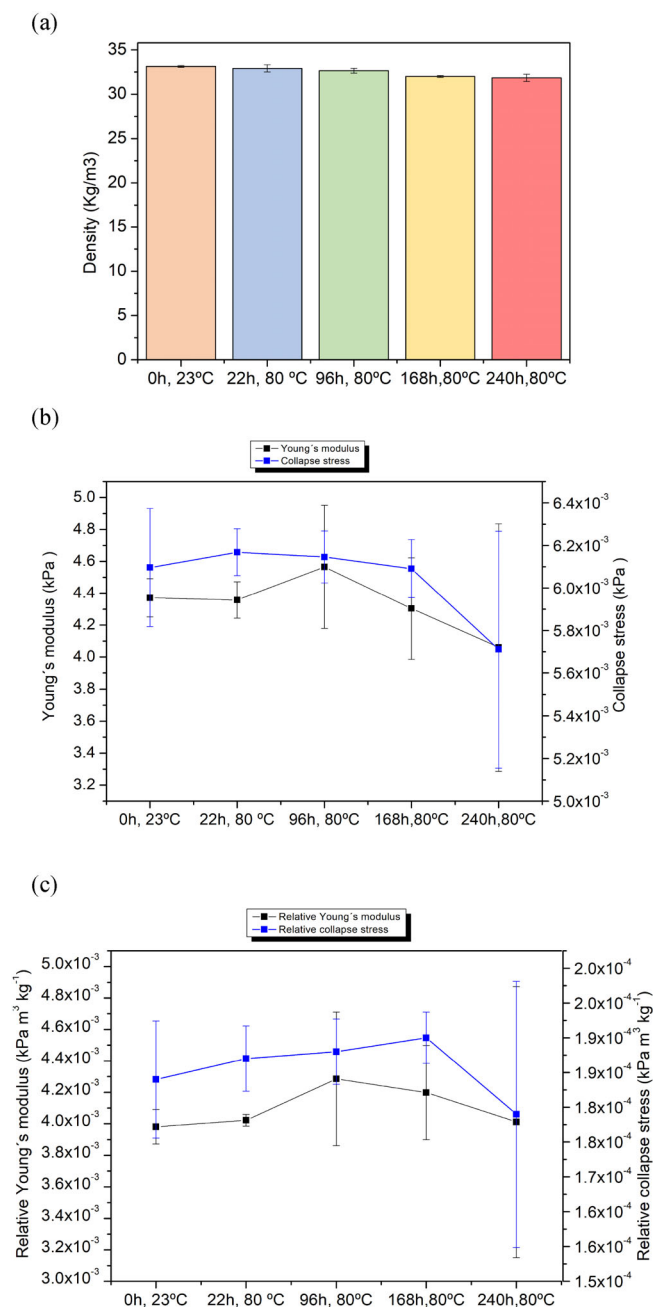 (a)
35
30
25
20
15
10
5
0
Density (Kg/m3)
0h, 23ºC
22h, 80 ºC
96h, 80ºC
168h,80ºC
240h,80ºC
(b)
Young´s modulus
Collapse stress
5.0
4.8
4.6
4.4
4.2
4.0
3.8
3.6
3.4
3.2
Young´s modulus (kPa)
6.4x10⁻³
6.2x10⁻³
6.0x10⁻³
5.8x10⁻³
5.6x10⁻³
5.4x10⁻³
5.2x10⁻³
5.0x10⁻³
Collapse stress (kPa)
0h, 23ºC
22h, 80 ºC
96h, 80ºC
168h,80ºC
240h,80ºC
(c)
Relative Young´s modulus
Relative collapse stress
5.0x10⁻³
4.8x10⁻³
4.6x10⁻³
4.4x10⁻³
4.2x10⁻³
4.0x10⁻³
3.8x10⁻³
3.6x10⁻³
3.4x10⁻³
3.2x10⁻³
3.0x10⁻³
Relative Young´s modulus (kPa m³ kg⁻¹)
2.0x10⁻⁴
2.0x10⁻⁴
1.9x10⁻⁴
1.9x10⁻⁴
1.8x10⁻⁴
1.8x10⁻⁴
1.7x10⁻⁴
1.6x10⁻⁴
1.6x10⁻⁴
1.5x10⁻⁴
Relative collapse stress (kPa m³ kg⁻¹)
0h, 23ºC
22h, 80 ºC
96h, 80ºC
168h,80ºC
240h,80ºC